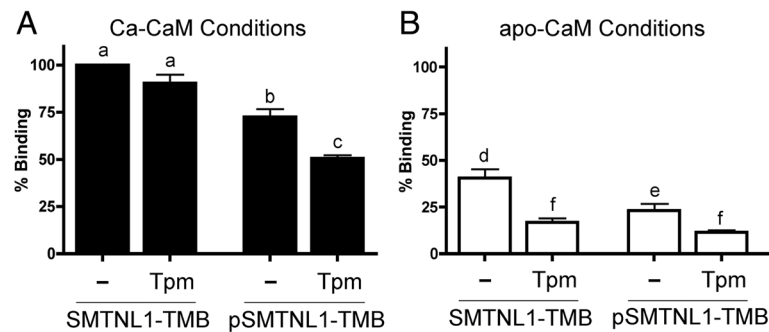 A
Ca-CaM Conditions
% Binding
100
75
50
25
0
a
a
b
c
– Tpm – Tpm
SMTNL1-TMB pSMTNL1-TMB
B
apo-CaM Conditions
% Binding
100
75
50
25
0
d
f
e
f
– Tpm – Tpm
SMTNL1-TMB pSMTNL1-TMB